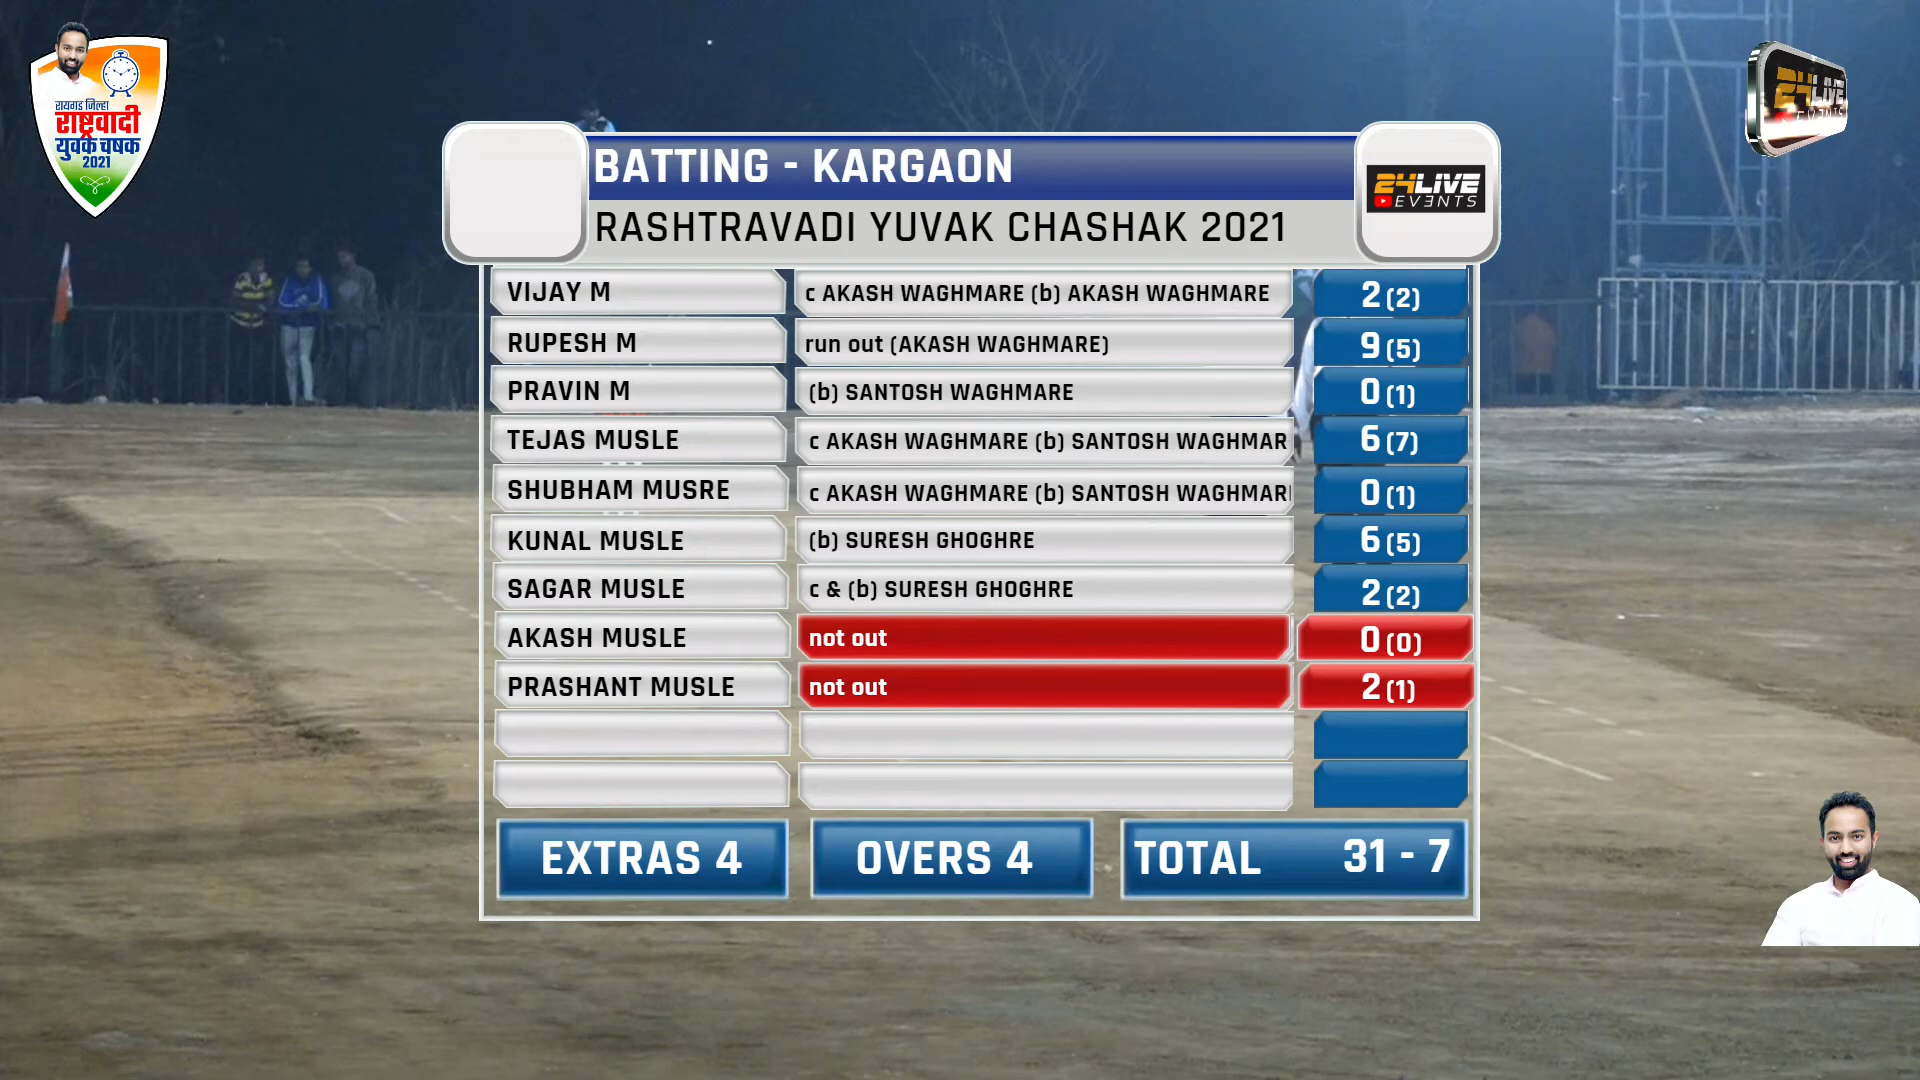 रायगड जिल्हा
राष्ट्रवादी
युवक चषक
2021
24LIVE
BATTING - KARGAON
24LIVE
EVENTS
RASHTRAVADI YUVAK CHASHAK 2021
VIJAY M c AKASH WAGHMARE (b) AKASH WAGHMARE 2 (2)
RUPESH M run out (AKASH WAGHMARE) 9 (5)
PRAVIN M (b) SANTOSH WAGHMARE 0 (1)
TEJAS MUSLE c AKASH WAGHMARE (b) SANTOSH WAGHMAR 6 (7)
SHUBHAM MUSRE c AKASH WAGHMARE (b) SANTOSH WAGHMAR 0 (1)
KUNAL MUSLE (b) SURESH GHOGHRE 6 (5)
SAGAR MUSLE c & (b) SURESH GHOGHRE 2 (2)
AKASH MUSLE not out 0 (0)
PRASHANT MUSLE not out 2 (1)
EXTRAS 4 OVERS 4 TOTAL 31 - 7